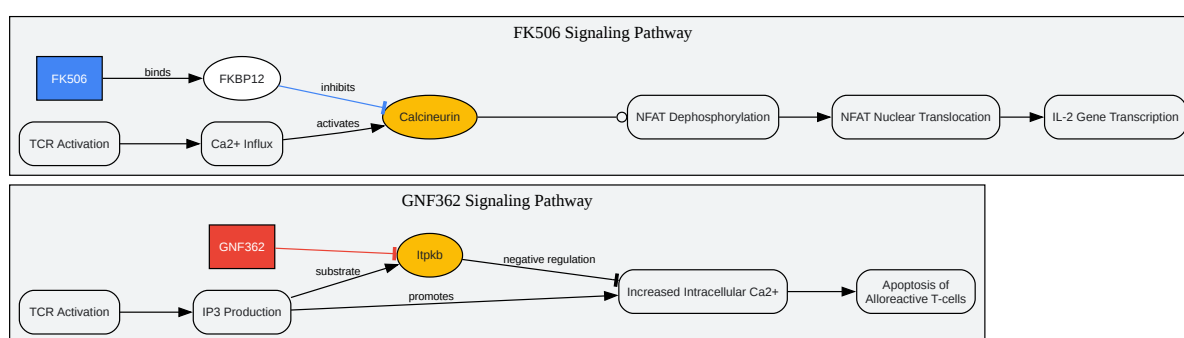 FK506 Signaling Pathway
FK506
binds
FKBP12
inhibits
Calcineurin
NFAT Dephosphorylation
NFAT Nuclear Translocation
IL-2 Gene Transcription
TCR Activation
Ca2+ Influx
activates
GNF362 Signaling Pathway
GNF362
Itpkb
substrate
negative regulation
TCR Activation
IP3 Production
promotes
Increased Intracellular Ca2+
Apoptosis of
Alloreactive T-cells